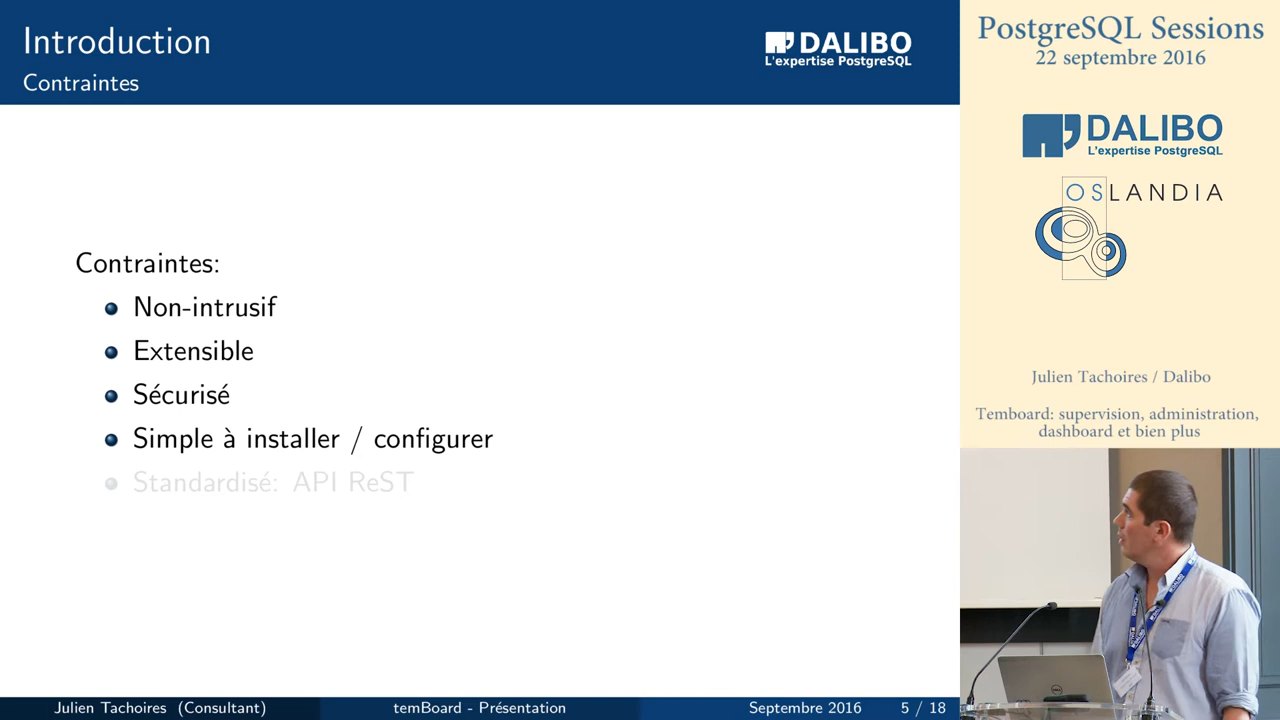 Introduction
Contraintes
DALIBO
L'expertise PostgreSQL
Contraintes:
Non-intrusif
Extensible
Sécurisé
Simple à installer / configurer
Standardisé: API ReST
Julien Tachoires (Consultant)
temBoard - Présentation
Septembre 2016
5 / 18
PostgreSQL Sessions
22 septembre 2016
DALIBO
L'expertise PostgreSQL
OSLANDIA
Julien Tachoires / Dalibo
Temboard: supervision, administration,
dashboard et bien plus